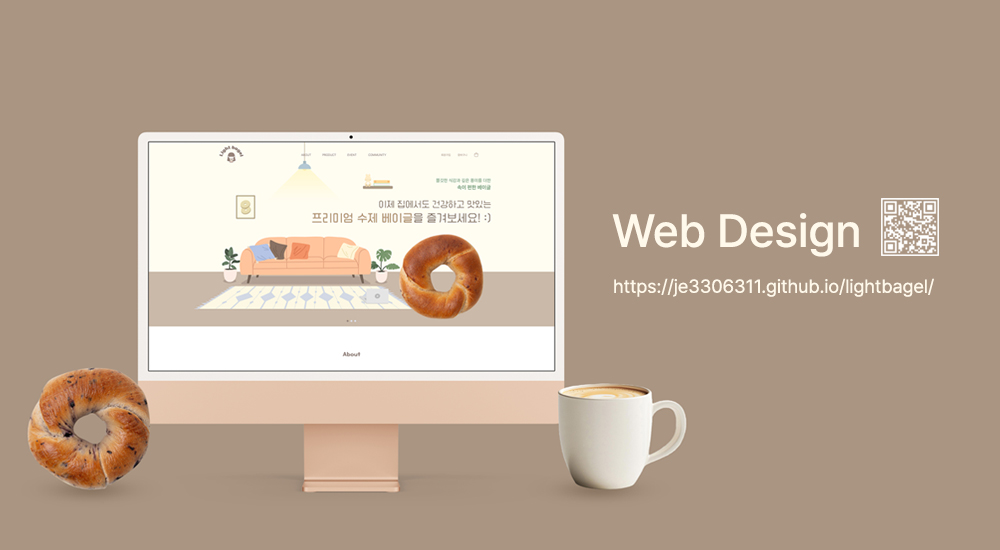 Light bagel
ABOUT PRODUCT EVENT COMMUNITY
속이 편한 베이글
이제 집에서도 건강하고 맛있는
프리미엄 수제 베이글을 즐겨보세요! :)
About
Web Design
https://je3306311.github.io/lightbagel/